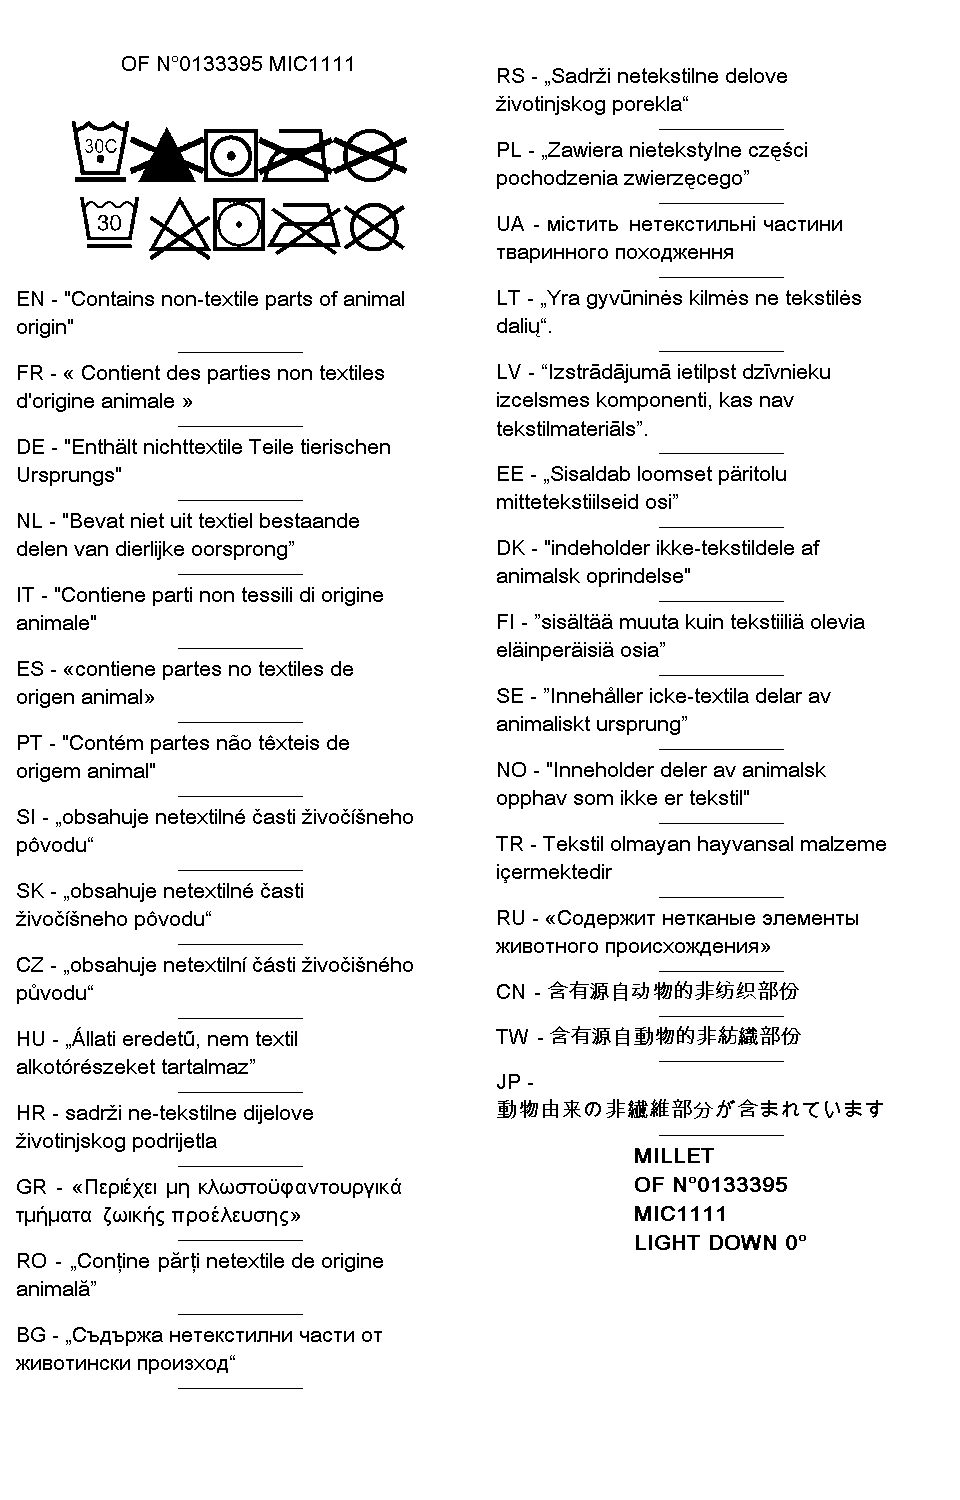 OF N°0133395 MIC1111
30C
30
EN - "Contains non-textile parts of animal
origin"
FR - « Contient des parties non textiles
d'origine animale »
DE - "Enthält nichttextile Teile tierischen
Ursprungs"
NL - "Bevat niet uit textiel bestaande
delen van dierlijke oorsprong”
IT - "Contiene parti non tessili di origine
animale"
ES - «contiene partes no textiles de
origen animal»
PT - "Contém partes não têxteis de
origem animal"
SI - „obsahuje netextilné časti živočíšneho
pôvodu“
SK - „obsahuje netextilné časti
živočíšneho pôvodu“
CZ - „obsahuje netextilní části živočišného
původu“
HU - „Állati eredetű, nem textil
alkotórészeket tartalmaz”
HR - sadrži ne-tekstilne dijelove
životinjskog podrijetla
GR - «Περιέχει μη κλωστοϋφαντουργικά
τμήματα ζωικής προέλευσης»
RO - „Conține părți netextile de origine
animală”
BG - „Съдържа нетекстилни части от
животински произход“
RS - „Sadrži netekstilne delove
životinjskog porekla“
PL - „Zawiera nietekstylne części
pochodzenia zwierzęcego”
UA - містить нетекстильні частини
тваринного походження
LT - „Yra gyvūninės kilmės ne tekstilės
dalių“.
LV - “Izstrādājumā ietilpst dzīvnieku
izcelsmes komponenti, kas nav
tekstilmateriāls”.
EE - „Sisaldab loomset päritolu
mittetekstiilseid osi”
DK - "indeholder ikke-tekstildele af
animalsk oprindelse"
FI - ”sisältää muuta kuin tekstiiliä olevia
eläinperäisiä osia”
SE - ”Innehåller icke-textila delar av
animaliskt ursprung”
NO - "Inneholder deler av animalsk
opphav som ikke er tekstil"
TR - Tekstil olmayan hayvansal malzeme
içermektedir
RU - «Содержит нетканые элементы
животного происхождения»
CN - 含有源自动物的非纺织部份
TW - 含有源自動物的非紡織部份
JP -
動物由来の非繊維部分が含まれています
MILLET
OF N°0133395
MIC1111
LIGHT DOWN 0°